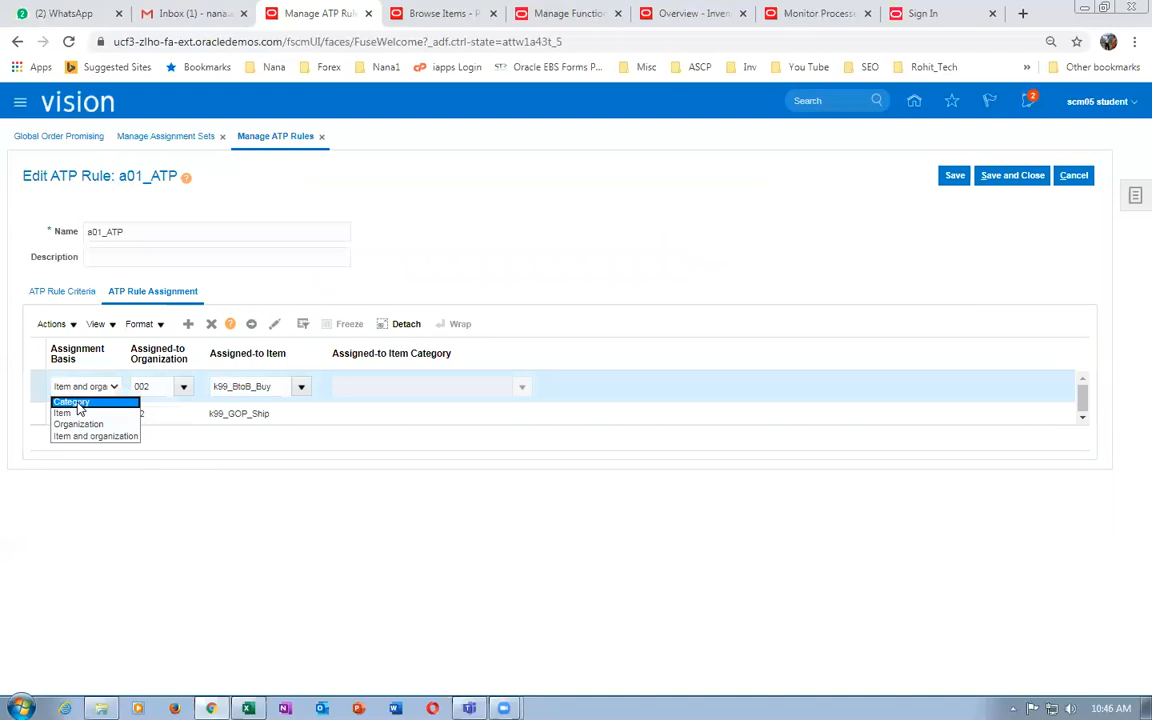 (2) WhatsApp
Inbox (1) - nanaa
Manage ATP Rul
Browse Items - P
Manage Functio
Overview - Inven
Monitor Processe
Sign In
ucf3-zlho-fa-ext.oracledemos.com/fscmUI/faces/FuseWelcome?_adf.ctrl-state=attw1a43t_5
Apps
Suggested Sites
Bookmarks
Nana
Forex
Nana1
iapps Login
Oracle EBS Forms P...
Misc
ASCP
Inv
You Tube
SEO
Rohit_Tech
»
Other bookmarks
vision
Search
2
scm05 student
Global Order Promising
Manage Assignment Sets
Manage ATP Rules
Edit ATP Rule: a01_ATP
Save
Save and Close
Cancel
* Name
a01_ATP
Description
ATP Rule Criteria
ATP Rule Assignment
Actions
View
Format
Freeze
Detach
Wrap
Assignment Basis
Assigned-to Organization
Assigned-to Item
Assigned-to Item Category
Item and orga
002
k99_BtoB_Buy
Category
Item
2
k99_GOP_Ship
Organization
Item and organization
10:46 AM